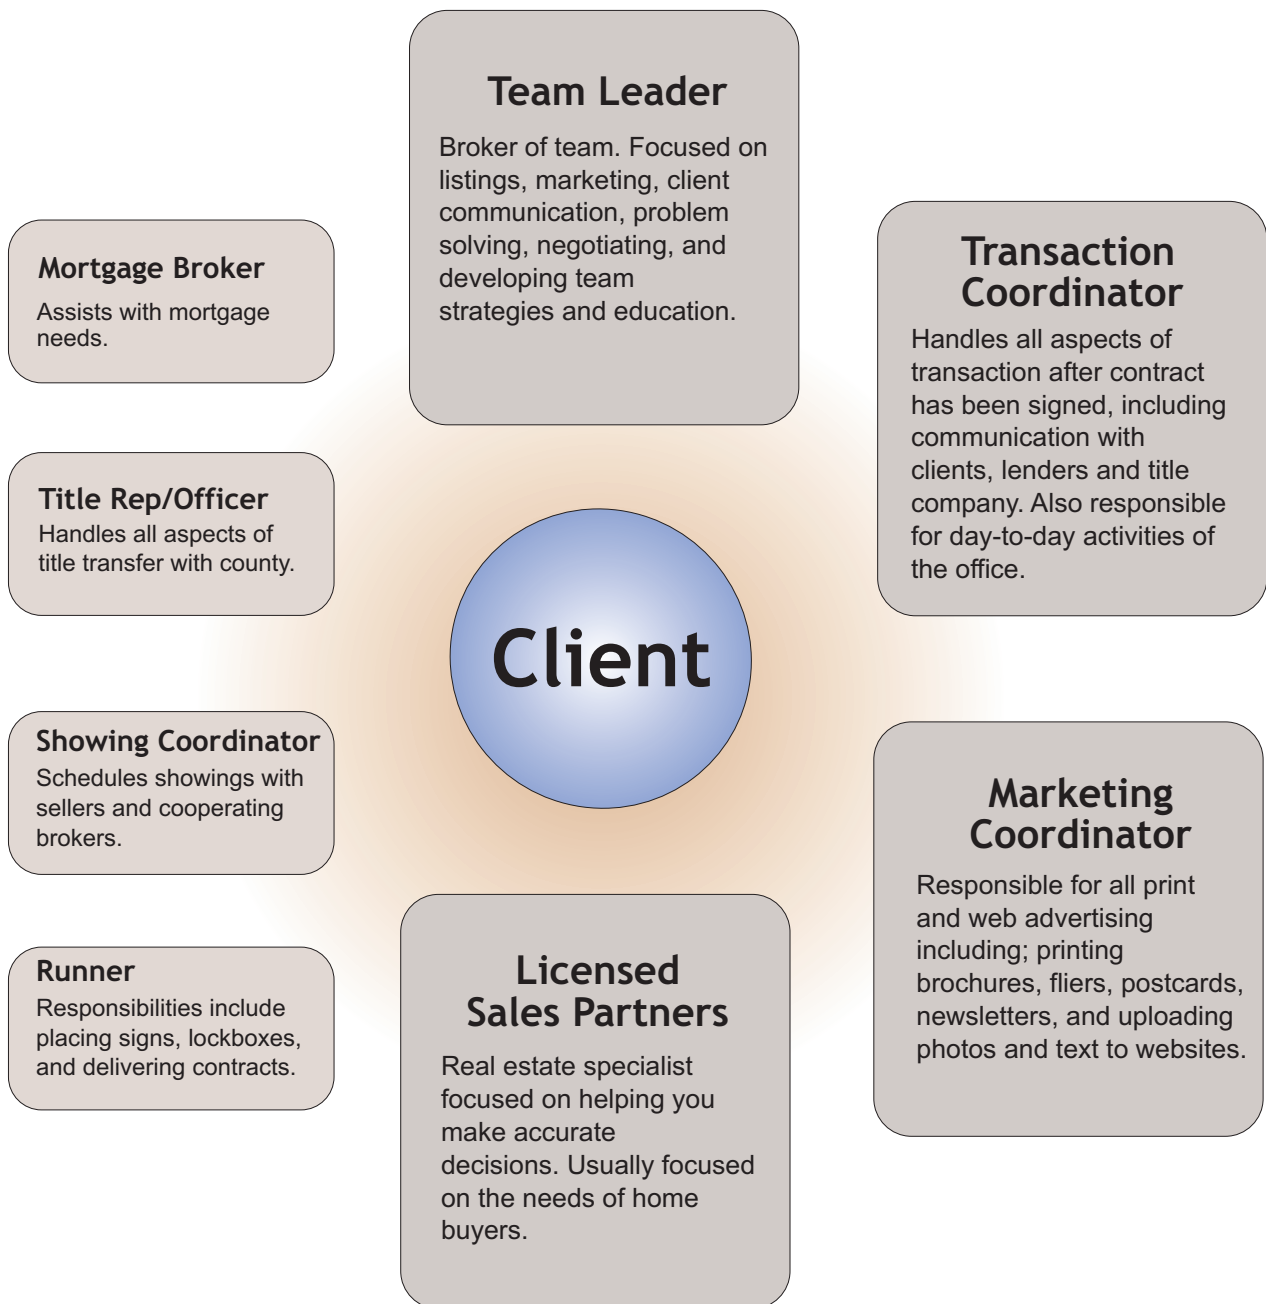 Team Leader
Broker of team. Focused on
listings, marketing, client
communication, problem
solving, negotiating, and
developing team
strategies and education.
Mortgage Broker
Assists with mortgage
needs.
Transaction
Coordinator
Handles all aspects of
transaction after contract
has been signed, including
communication with
clients, lenders and title
company. Also responsible
for day-to-day activities of
the office.
Title Rep/Officer
Handles all aspects of
title transfer with county.
Client
Showing Coordinator
Schedules showings with
sellers and cooperating
brokers.
Marketing
Coordinator
Responsible for all print
and web advertising
including; printing
brochures, fliers, postcards,
newsletters, and uploading
photos and text to websites.
Runner
Responsibilities include
placing signs, lockboxes,
and delivering contracts.
Licensed
Sales Partners
Real estate specialist
focused on helping you
make accurate
decisions. Usually focused
on the needs of home
buyers.